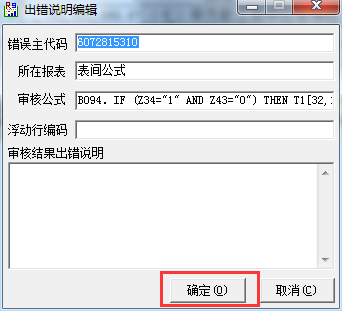 出错说明编辑
错误主代码 6072815310
所在报表 表间公式
审核公式 B094. IF (Z34="1" AND Z43="0") THEN T1[32,
浮动行编码
审核结果出错说明
确定(O) 取消(C)